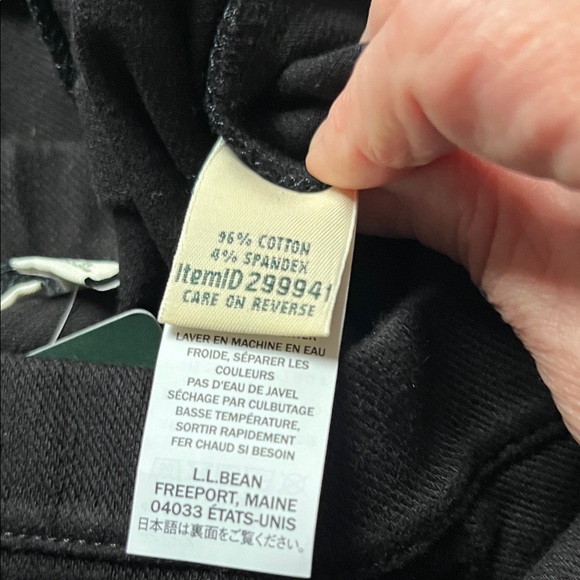 96% COTTON
4% SPANDEX
ItemID 299941
CARE ON REVERSE
LAVER EN MACHINE EN EAU
FROIDE, SÉPARER LES
COULEURS
PAS D'EAU DE JAVEL
SÉCHAGE PAR CULBUTAGE
BASSE TEMPÉRATURE,
SORTIR RAPIDEMENT
FER CHAUD SI BESOIN
L.L.BEAN
FREEPORT, MAINE
04033 ÉTATS-UNIS
日本語は裏面をご覧ください。